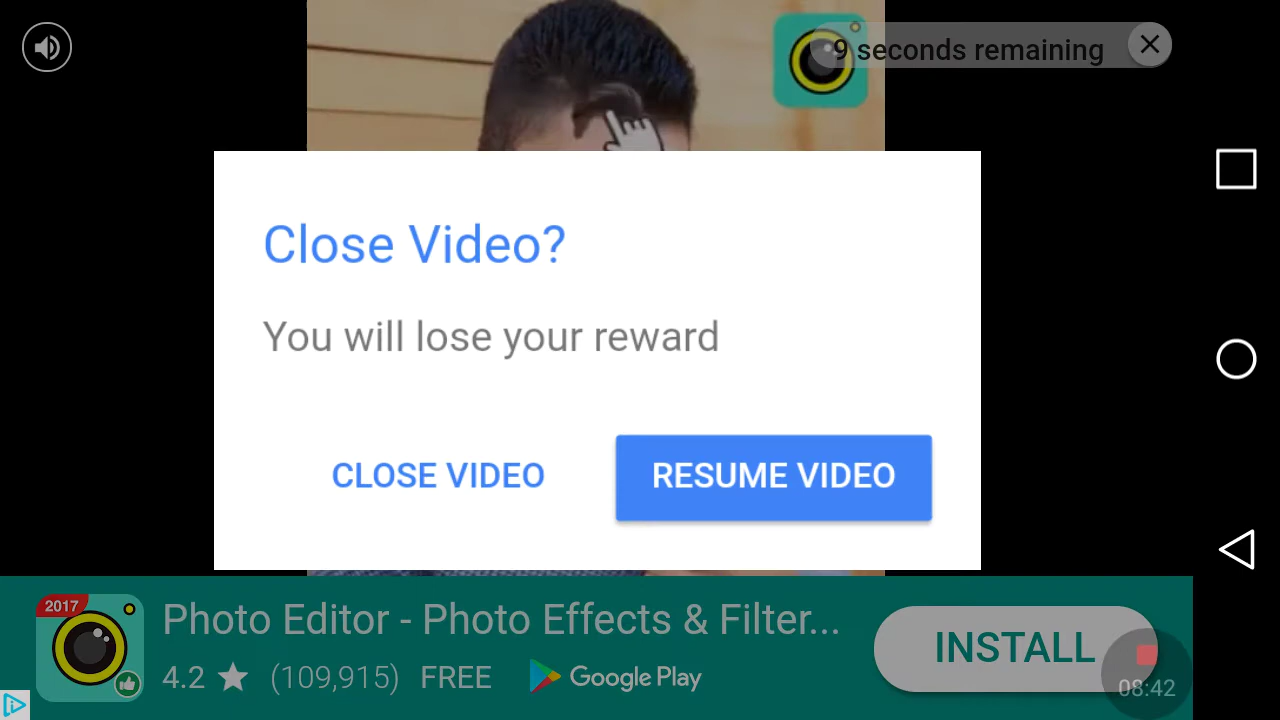 9 seconds remaining
Close Video?
You will lose your reward
CLOSE VIDEO
RESUME VIDEO
2017
Photo Editor - Photo Effects & Filter...
4.2 (109,915) FREE Google Play
INSTALL
08:42